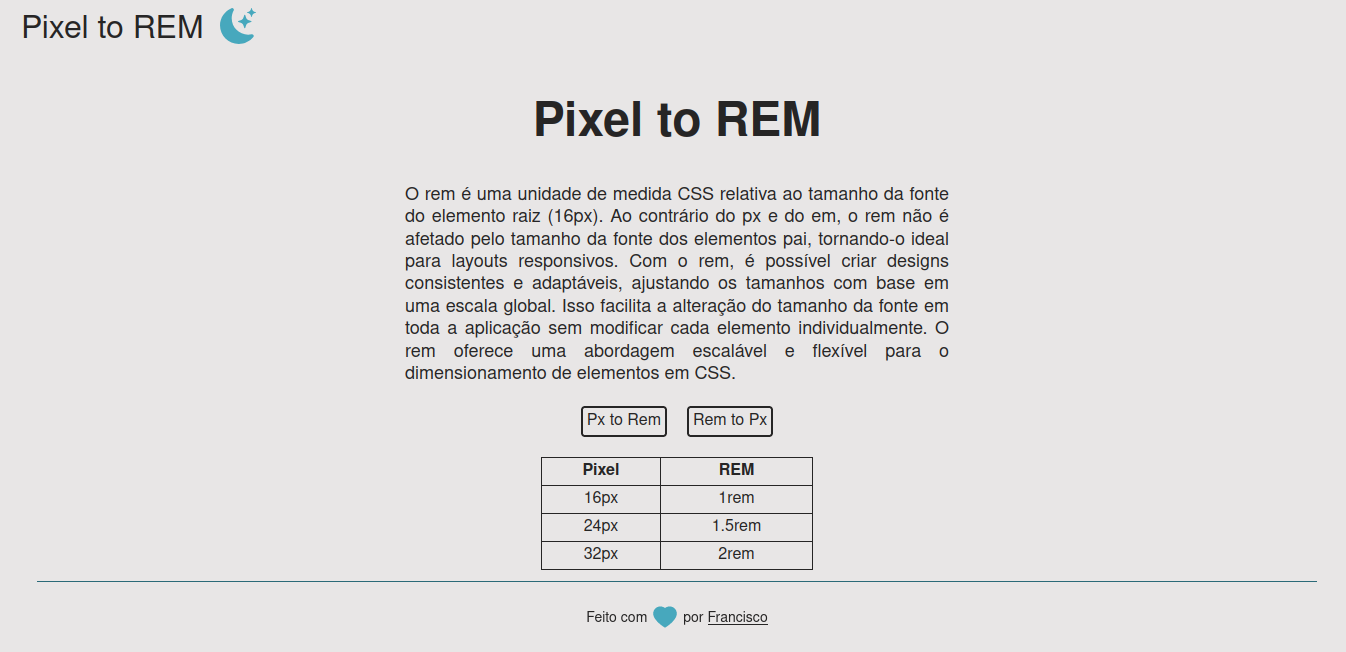 Pixel to REM
Pixel to REM
O rem é uma unidade de medida CSS relativa ao tamanho da fonte
do elemento raiz (16px). Ao contrário do px e do em, o rem não é
afetado pelo tamanho da fonte dos elementos pai, tornando-o ideal
para layouts responsivos. Com o rem, é possível criar designs
consistentes e adaptáveis, ajustando os tamanhos com base em
uma escala global. Isso facilita a alteração do tamanho da fonte em
toda a aplicação sem modificar cada elemento individualmente. O
rem oferece uma abordagem escalável e flexível para o
dimensionamento de elementos em CSS.
Px to Rem Rem to Px
Pixel REM
16px 1rem
24px 1.5rem
32px 2rem
Feito com por Francisco